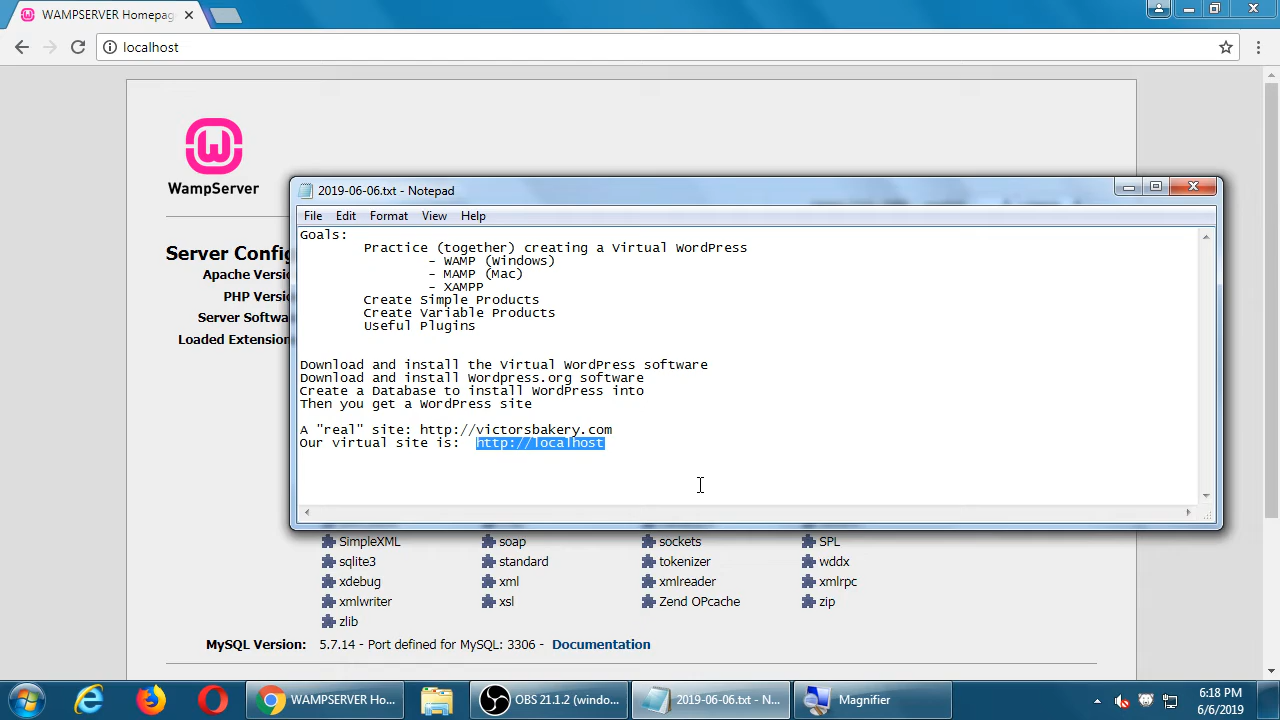 WAMPSERVER Homepag
localhost
WampServer
2019-06-06.txt - Notepad
File Edit Format View Help
Goals:
Practice (together) creating a Virtual WordPress
- WAMP (Windows)
- MAMP (Mac)
- XAMPP
Create Simple Products
Create Variable Products
Useful Plugins
Download and install the Virtual WordPress software
Download and install Wordpress.org software
Create a Database to install WordPress into
Then you get a WordPress site
A "real" site: http://victorsbakery.com
Our virtual site is: http://localhost
Server Config
Apache Versio
PHP Versio
Server Softwa
Loaded Extension
SimpleXML soap sockets SPL
sqlite3 standard tokenizer wddx
xdebug xml xmlreader xmlrpc
xmlwriter xsl Zend OPcache zip
zlib
MySQL Version: 5.7.14 - Port defined for MySQL: 3306 - Documentation
WAMPSERVER Ho...
OBS 21.1.2 (windo...
2019-06-06.txt - N...
Magnifier
6:18 PM
6/6/2019